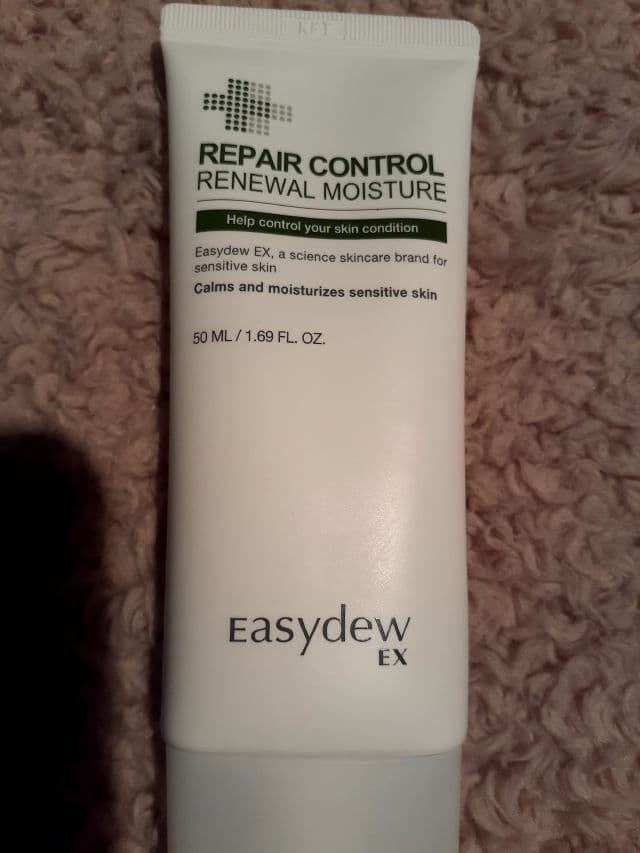 REPAIR CONTROL
RENEWAL MOISTURE
Help control your skin condition
Easydew EX, a science skincare brand for
sensitive skin
Calms and moisturizes sensitive skin
50 ML / 1.69 FL. OZ.
Easydew
EX